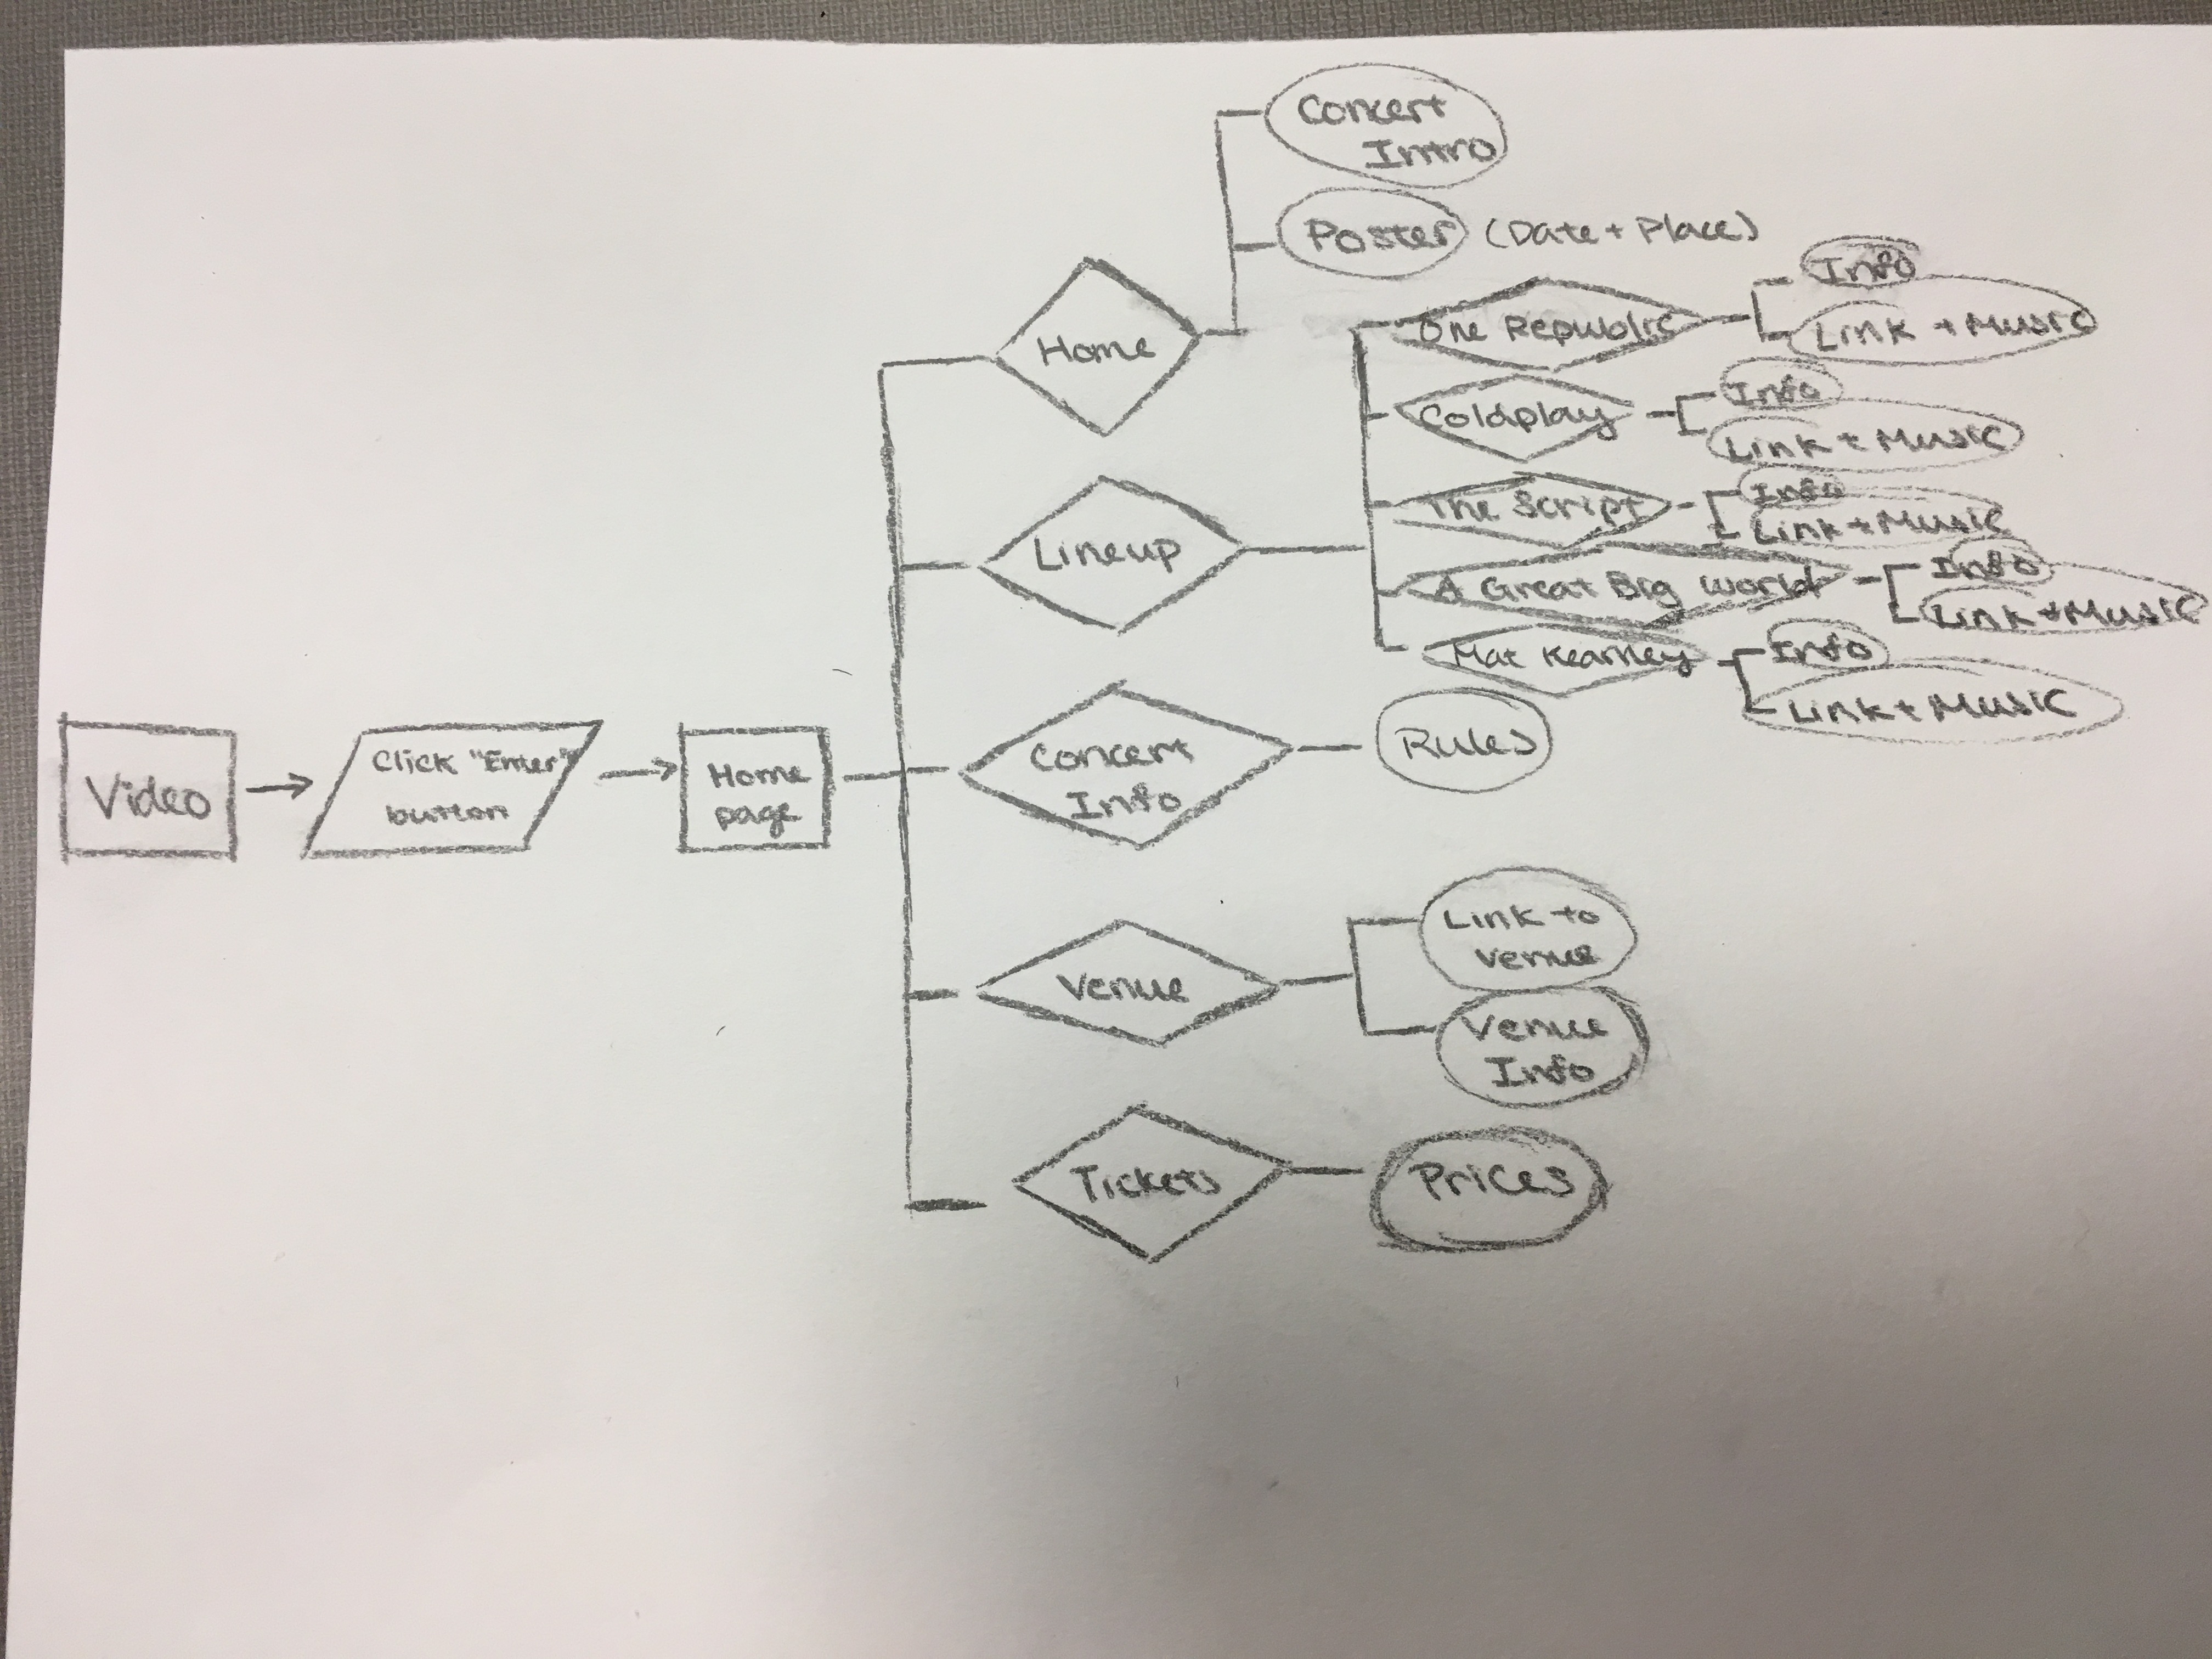 Video
Click "Enter"
button
Home
page
Home
Concert
Intro
Poster (Date + Place)
Lineup
One Republic
Info
Link + Music
Coldplay
Info
Link + Music
The Script
Info
Link + Music
A Great Big World
Info
Link + Music
Mat Kearney
Info
Link + Music
Concert
Info
Rules
Venue
Link to
venue
Venue
Info
Tickets
Prices